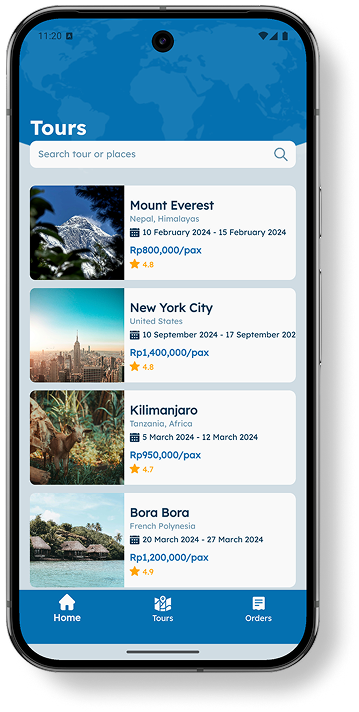 11:20
Tours
Search tour or places
Mount Everest
Nepal, Himalayas
10 February 2024 - 15 February 2024
Rp800,000/pax
4.8
New York City
United States
10 September 2024 - 17 September 202
Rp1,400,000/pax
4.8
Kilimanjaro
Tanzania, Africa
5 March 2024 - 12 March 2024
Rp950,000/pax
4.7
Bora Bora
French Polynesia
20 March 2024 - 27 March 2024
Rp1,200,000/pax
4.9
Home
Tours
Orders